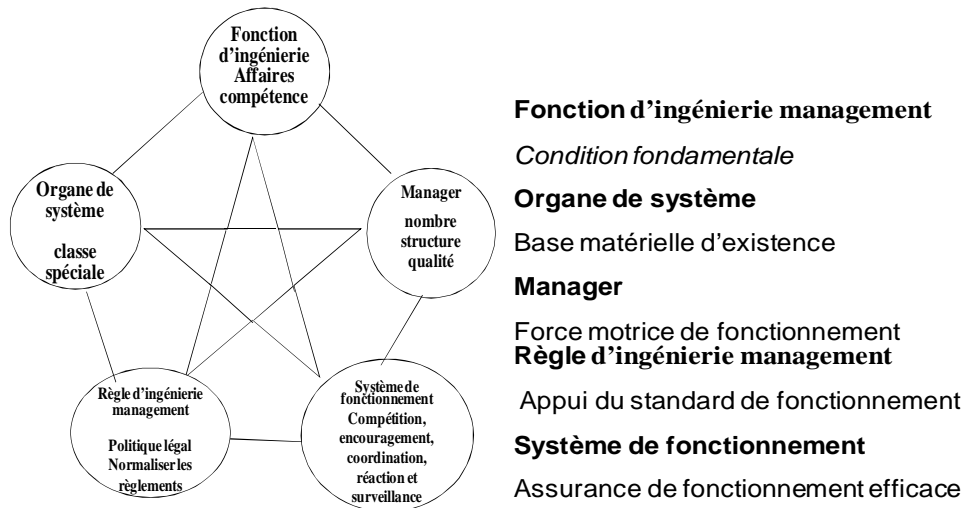 Fonction
d'ingénierie
Affaires
compétence
Organe de
système
classe
spéciale
Manager
nombre
structure
qualité
Règle d'ingénierie
management
Politique légal
Normaliser les
règlements
Système de
fonctionnement
Compétition,
encouragement,
coordination,
réaction et
surveillance
Fonction d'ingénierie management
Condition fondamentale
Organe de système
Base matérielle d'existence
Manager
Force motrice de fonctionnement
Règle d'ingénierie management
Appui du standard de fonctionnement
Système de fonctionnement
Assurance de fonctionnement efficace